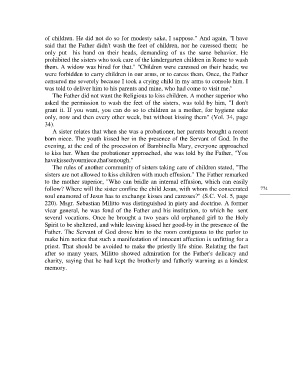 of children. He did not do so for modesty sake, I suppose." And again, "I have
said that the Father didn't wash the feet of children, nor he caressed them: he
only put his hand on their heads, demanding of us the same behavior. He
prohibited the sisters who took care of the kindergarten children in Rome to wash
them. A widow was hired for that." "Children were caressed on their heads; we
were forbidden to carry children in our arms, or to caress them. Once, the Father
censured me severely because I took a crying child in my arms to console him. I
was told to deliver him to his parents and mine, who had come to visit me."
The Father did not want the Religious to kiss children. A mother superior who
asked the permission to wash the feet of the sisters, was told by him, "I don't
grant it. If you want, you can do so to children as a mother, for hygiene sake
only, now and then every other week, but without kissing them" (Vol. 34, page
34).
A sister relates that when she was a probationer, her parents brought a recent
born niece. The youth kissed her in the presence of the Servant of God. In the
evening, at the end of the procession of Bambinella Mary, everyone approached
to kiss her. When the probationer approached, she was told by the Father, "You
have kissed your niece, that's enough."
The rules of another community of sisters taking care of children stated, "The
sisters are not allowed to kiss children with much effusion." The Father remarked
to the mother superior, "Who can bridle an internal effusion, which can easily
follow? Where will the sister confine the child Jesus, with whom the consecrated
soul enamored of Jesus has to exchange kisses and caresses?" (S.C. Vol. 5, page
220). Msgr. Sebastian Militto was distinguished in piety and doctrine. A former
vicar general, he was fond of the Father and his institution, to which he sent
several vocations. Once he brought a two years old orphaned girl to the Holy
Spirit to be sheltered, and while leaving kissed her good-by in the presence of the
Father. The Servant of God drove him to the room contiguous to the parlor to
make him notice that such a manifestation of innocent affection is unfitting for a
priest. That should be avoided to make the priestly life shine. Relating the fact
after so many years, Militto showed admiration for the Father's delicacy and
charity, saying that he had kept the brotherly and fatherly warning as a kindest
memory.